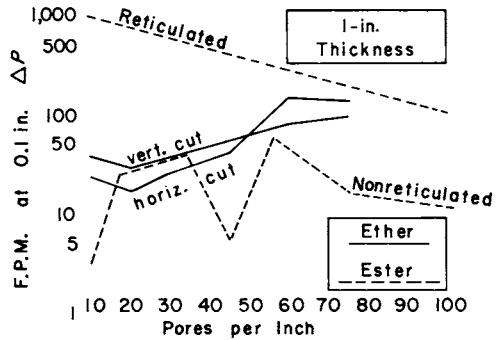 1,000
500
100
50
10
5
1
F.P.M. at 0.1 in. ΔP
Reticulated
1-in.
Thickness
vert. cut
horiz. cut
Nonreticulated
Ether
Ester
10 20 30 40 50 60 70 80 90 100
Pores per Inch